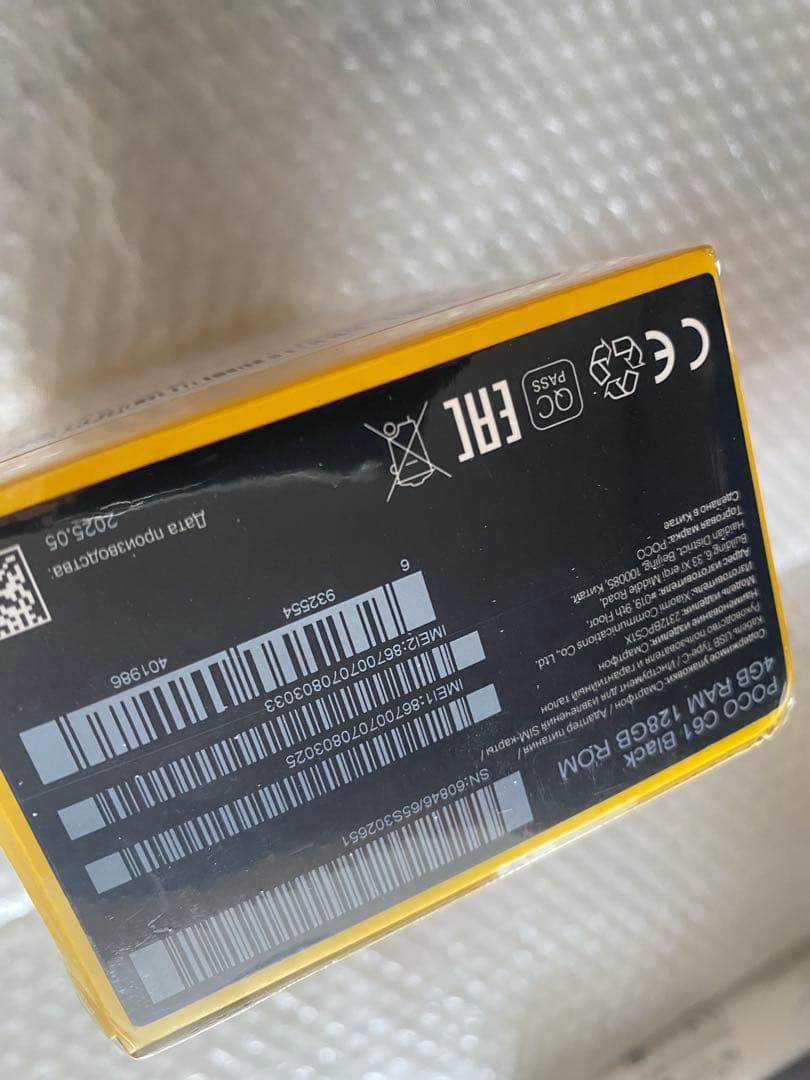 POCO C61 Black
4GB RAM 128GB ROM
Содержимое упаковки: Смартфон / Адаптер питания /
Кабель USB Type-C / Инструмент для извлечения SIM-карты /
Руководство пользователя и гарантийный талон
Наименование изделия: Смартфон
Модель: 2312BPC51X
Изготовитель: Xiaomi Communications Co., Ltd.
Адрес изготовителя: #019, 9th Floor,
Building 6, 33 Xi'erqi Middle Road,
Haidian District, Beijing, 100085, Китай.
Торговая марка: POCO
Сделано в Китае
CE
QC
PASS
EAC
SN:60846/65S302651
IMEI1:867007070803025
IMEI2:867007070803033
6 932554 401986
Дата производства:
2025.05